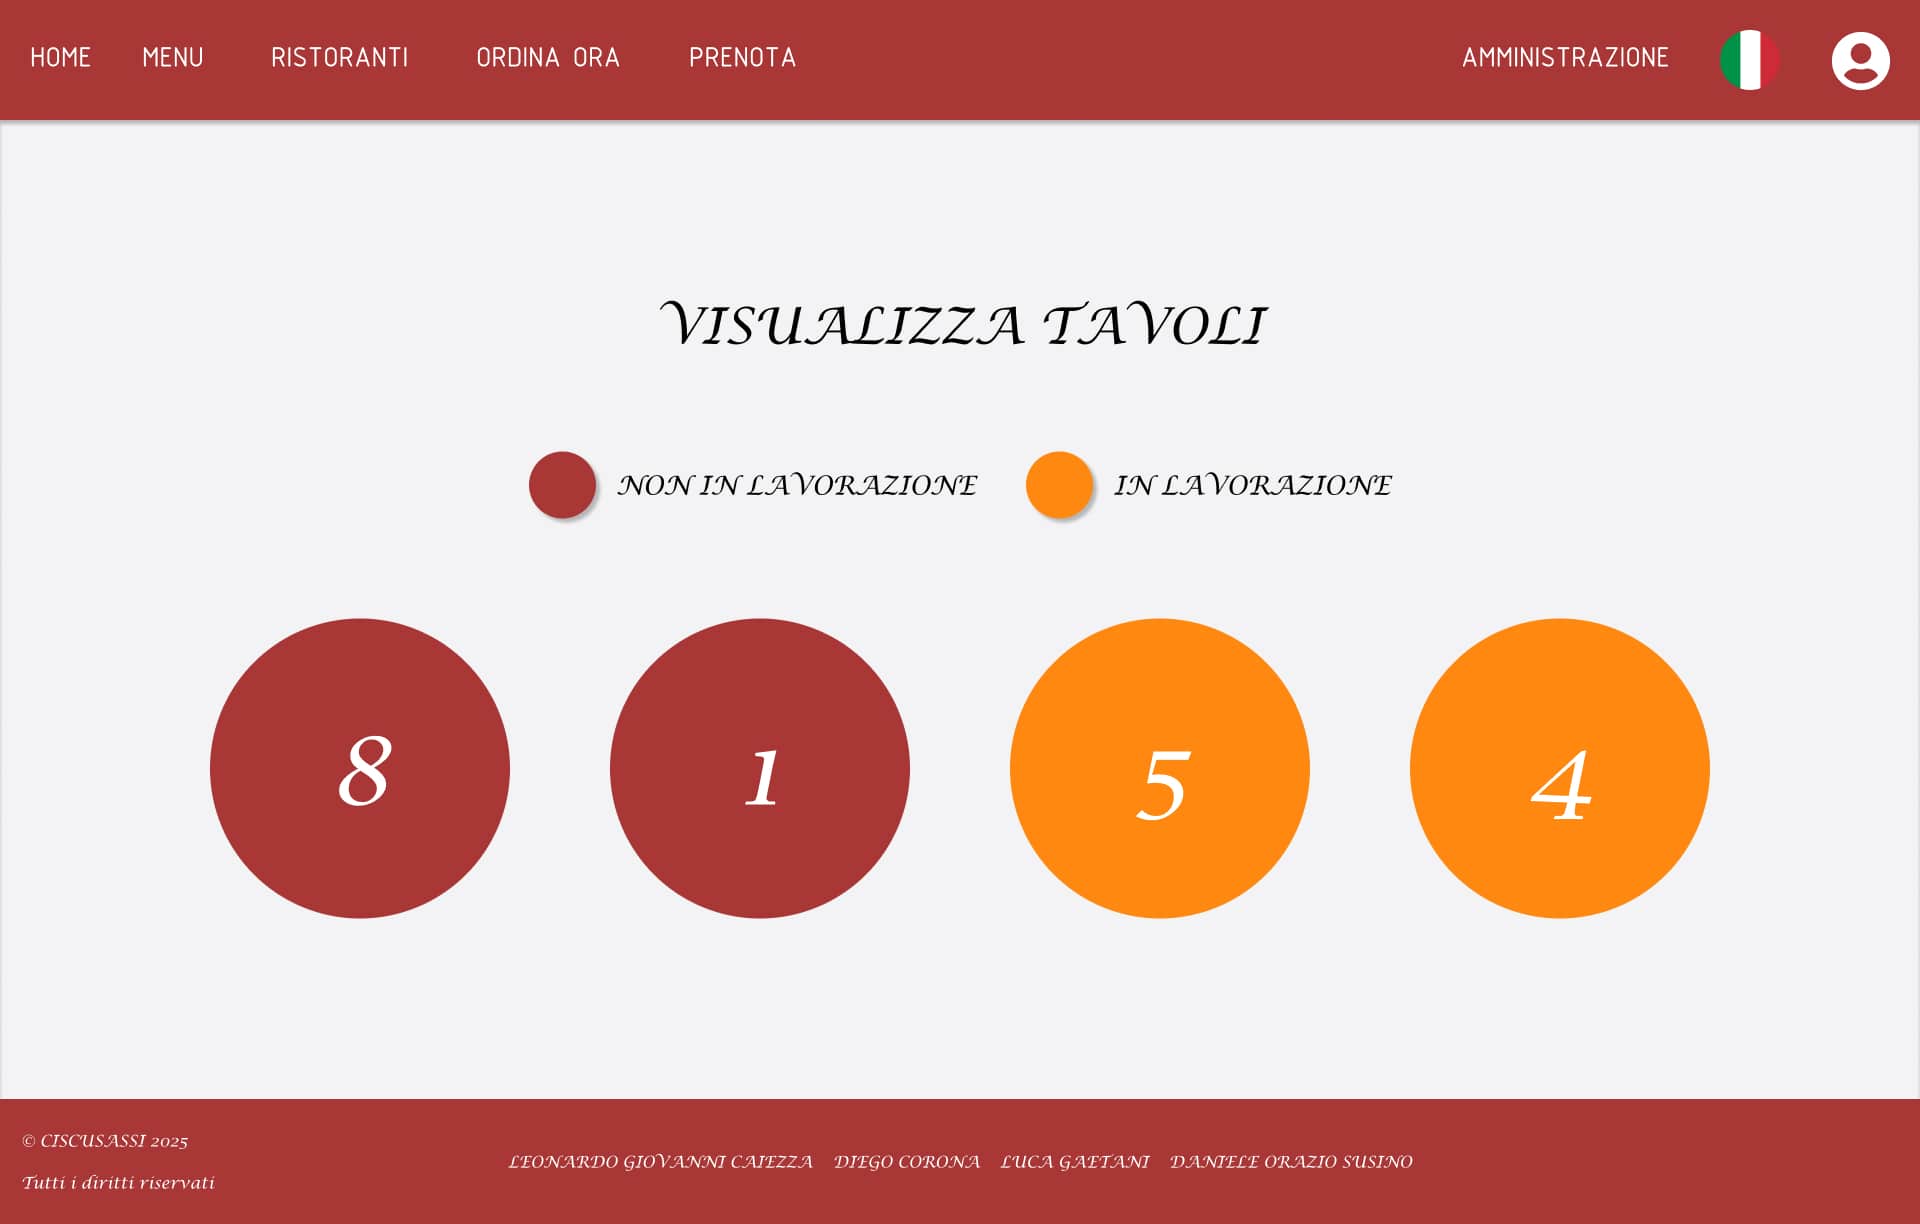 HOME MENU RISTORANTI ORDINA ORA PRENOTA AMMINISTRAZIONE
VISUALIZZA TAVOLI
NON IN LAVORAZIONE IN LAVORAZIONE
8 1 5 4
© CISCUSASSI 2025
Tutti i diritti riservati
LEONARDO GIOVANNI CAIEZZA DIEGO CORONA LUCA GAETANI DANIELE ORAZIO SUSINO